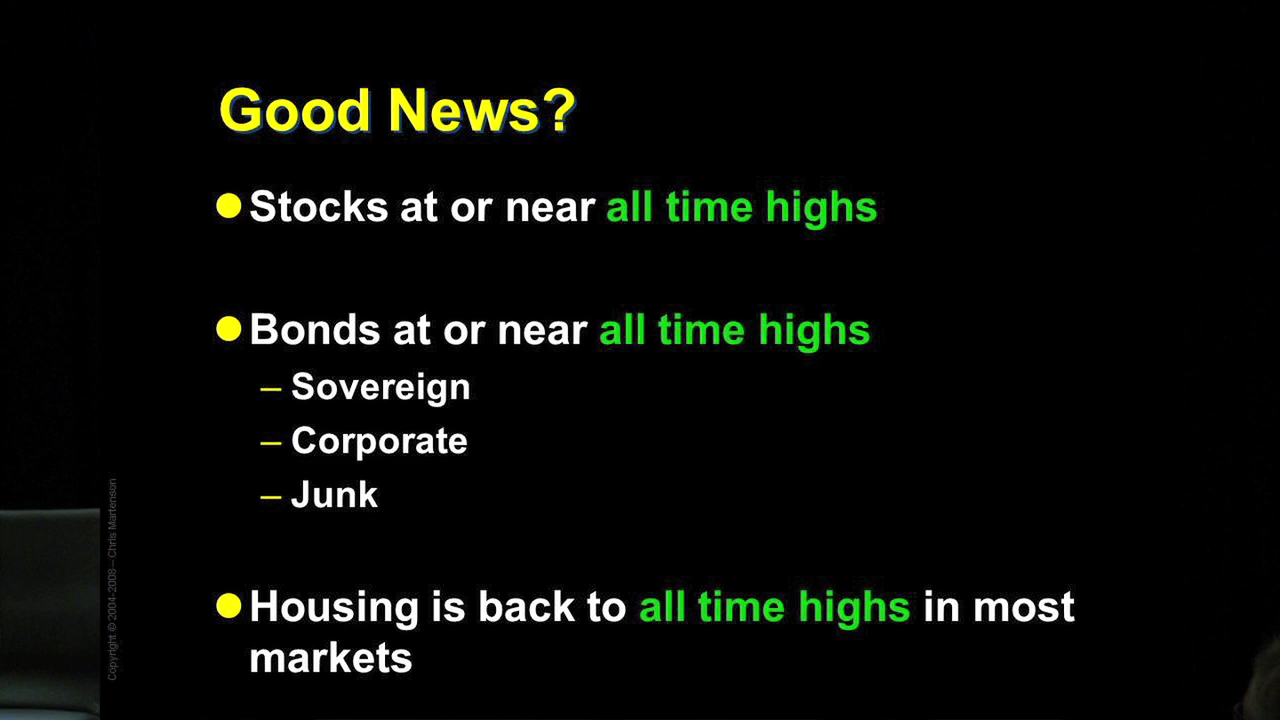 Good News?
Stocks at or near all time highs
Bonds at or near all time highs
– Sovereign
– Corporate
– Junk
Housing is back to all time highs in most
markets
Copyright © 2004-2008 – Chris Martenson